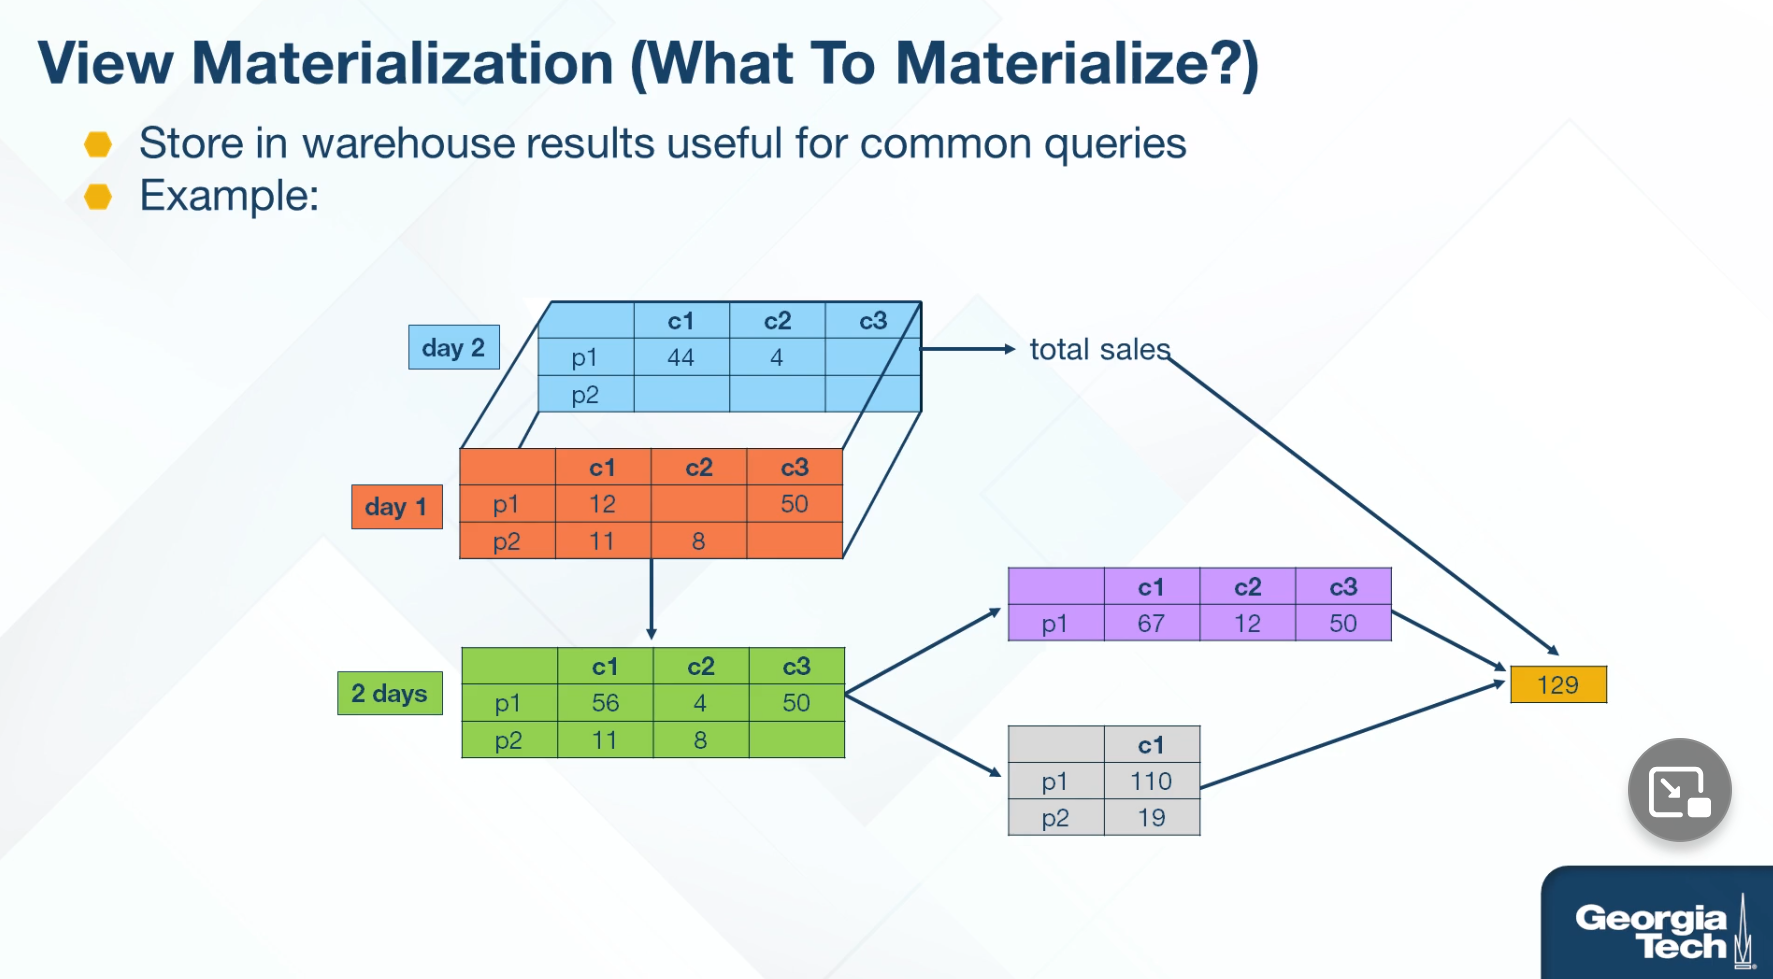 View Materialization (What To Materialize?)
Store in warehouse results useful for common queries
Example:
day 2
c1 c2 c3
p1 44 4
p2
total sales
day 1
c1 c2 c3
p1 12 50
p2 11 8
2 days
c1 c2 c3
p1 56 4 50
p2 11 8
c1 c2 c3
p1 67 12 50
c1
p1 110
p2 19
129
Georgia
Tech